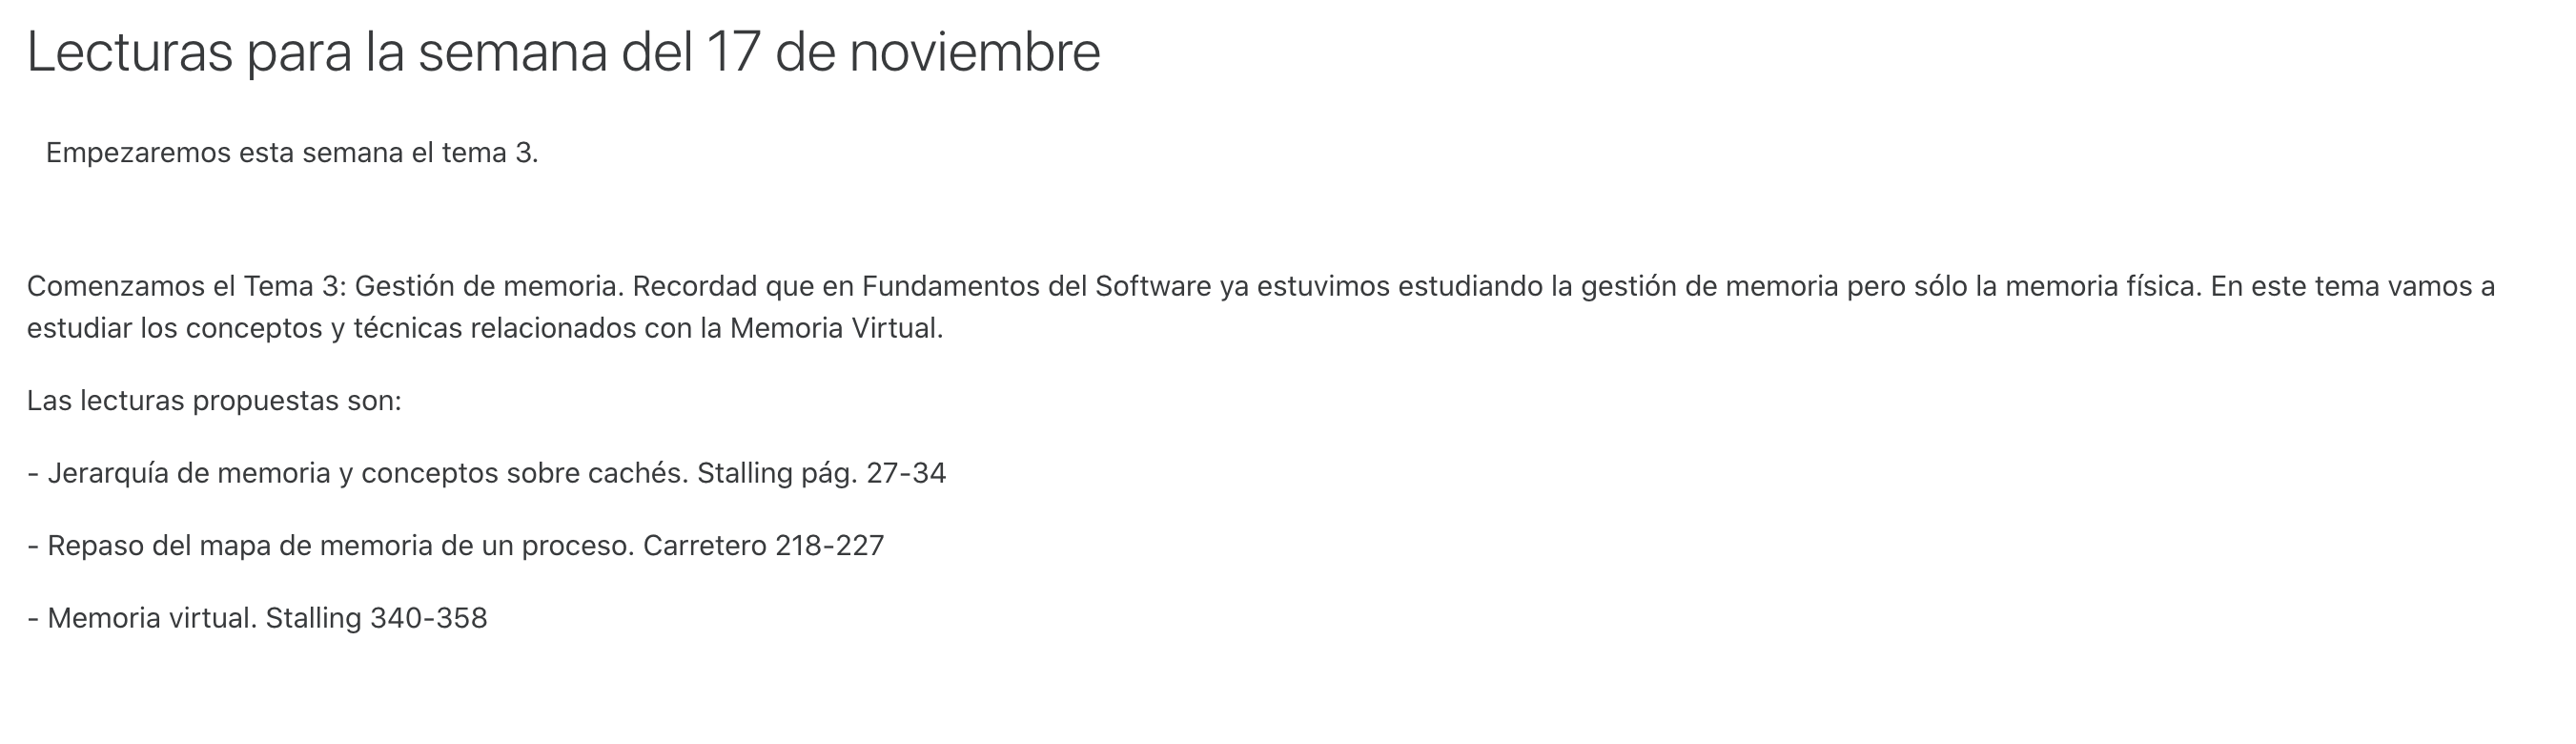 Lecturas para la semana del 17 de noviembre
Empezaremos esta semana el tema 3.
Comenzamos el Tema 3: Gestión de memoria. Recordad que en Fundamentos del Software ya estuvimos estudiando la gestión de memoria pero sólo la memoria física. En este tema vamos a
estudiar los conceptos y técnicas relacionados con la Memoria Virtual.
Las lecturas propuestas son:
- Jerarquía de memoria y conceptos sobre cachés. Stalling pág. 27-34
- Repaso del mapa de memoria de un proceso. Carretero 218-227
- Memoria virtual. Stalling 340-358